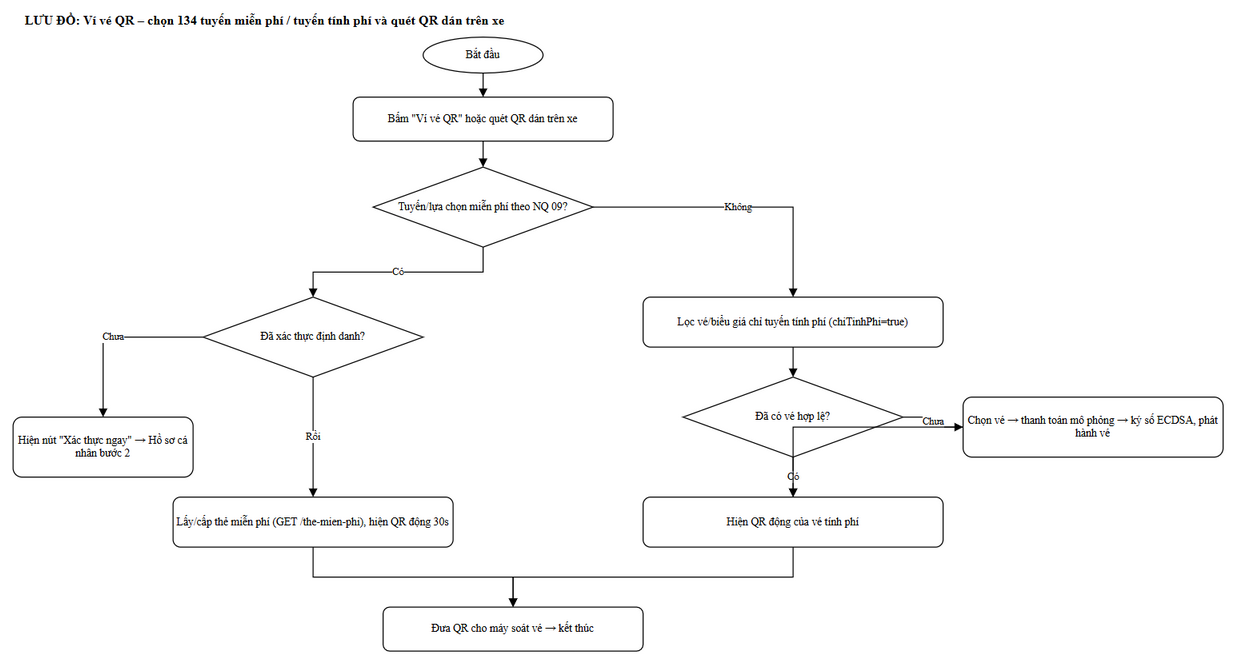 LƯU ĐỒ: Ví vé QR – chọn 134 tuyến miễn phí / tuyến tính phí và quét QR dán trên xe
Bắt đầu
Bấm "Ví vé QR" hoặc quét QR dán trên xe
Tuyến/lựa chọn miễn phí theo NQ 09?
Không
Có
Đã xác thực định danh?
Lọc vé/biểu giá chỉ tuyến tính phí (chiTinhPhi=true)
Chưa
Đã có vé hợp lệ?
Chưa
Chọn vé → thanh toán mô phỏng → ký số ECDSA, phát
hành vé
Hiện nút "Xác thực ngay" → Hồ sơ cá
nhân bước 2
Rồi
Có
Lấy/cấp thẻ miễn phí (GET /the-mien-phi), hiện QR động 30s
Hiện QR động của vé tính phí
Đưa QR cho máy soát vé → kết thúc